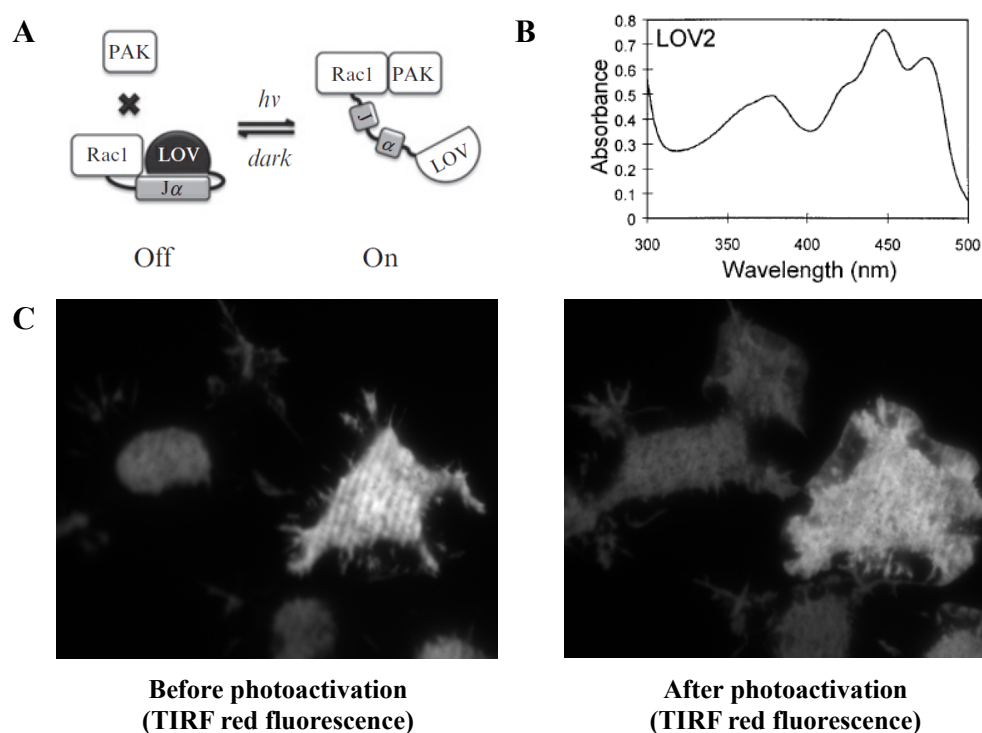 A
PAK
Rac1
LOV
Jα
hv
dark
Rac1
PAK
J
α
LOV
Off
On
B
LOV2
Absorbance
0.8
0.7
0.6
0.5
0.4
0.3
0.2
0.1
0
300
350
400
450
500
Wavelength (nm)
C
Before photoactivation
(TIRF red fluorescence)
After photoactivation
(TIRF red fluorescence)